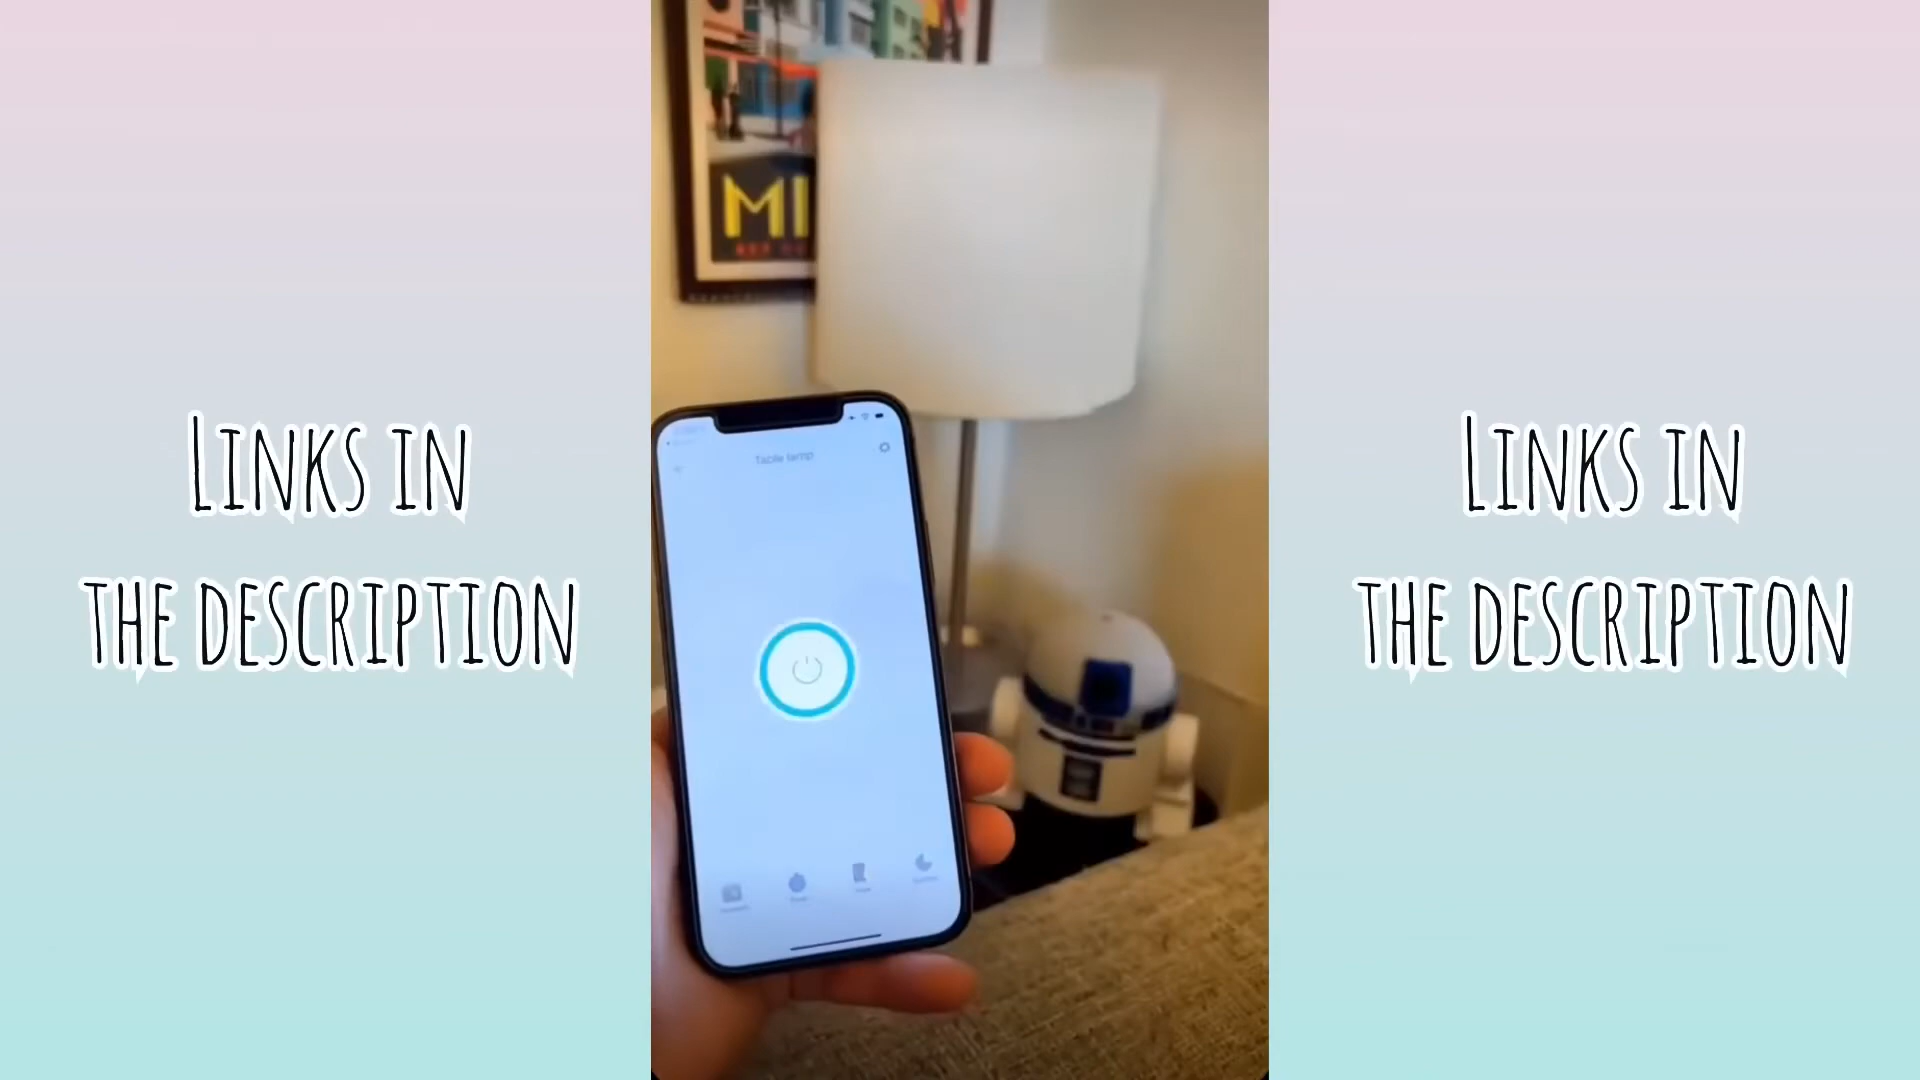 LINKS IN
THE DESCRIPTION
MI
Table lamp
LINKS IN
THE DESCRIPTION